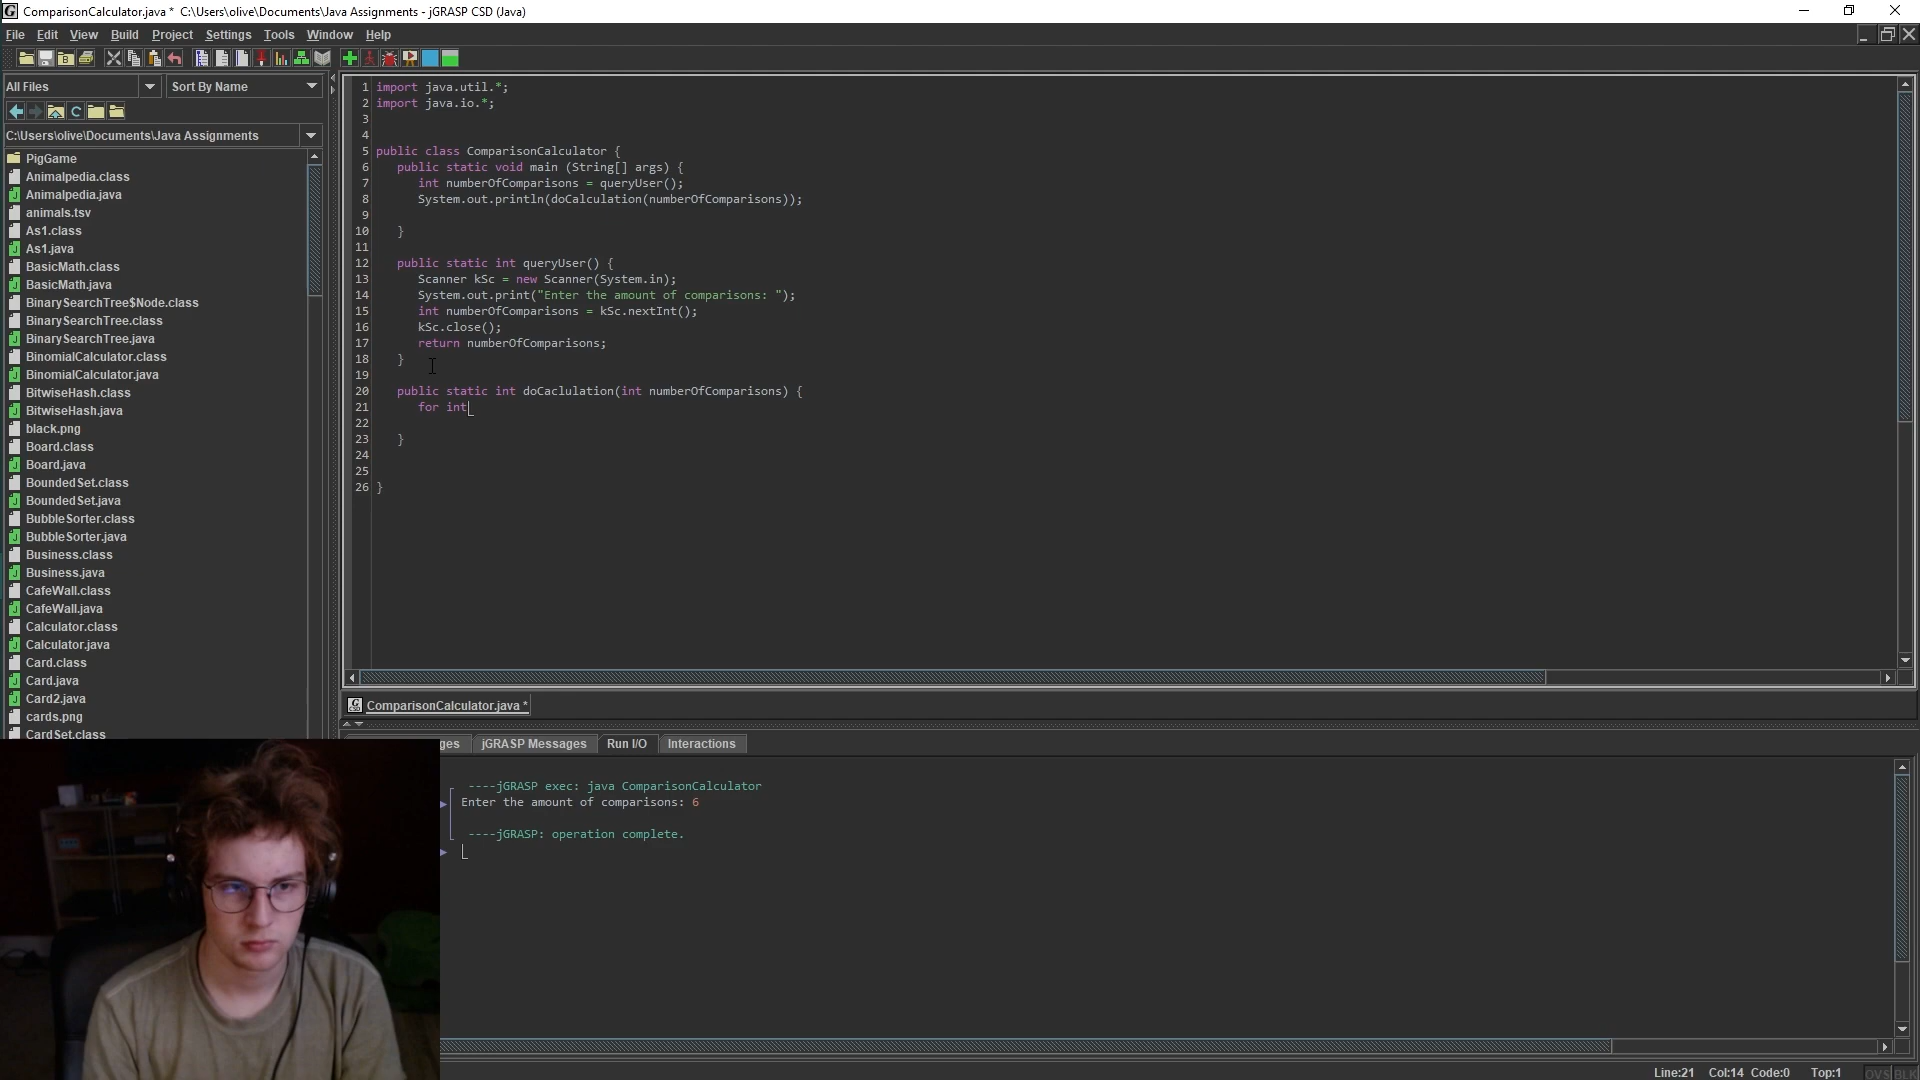 ComparisonCalculator.java *  C:\Users\olive\Documents\Java Assignments - jGRASP CSD (Java)
File Edit View Build Project Settings Tools Window Help
All Files
Sort By Name
C:\Users\olive\Documents\Java Assignments
PigGame
Animalpedia.class
Animalpedia.java
animals.tsv
As1.class
As1.java
BasicMath.class
BasicMath.java
BinarySearchTree$Node.class
BinarySearchTree.class
BinarySearchTree.java
BinomialCalculator.class
BinomialCalculator.java
BitwiseHash.class
BitwiseHash.java
black.png
Board.class
Board.java
BoundedSet.class
BoundedSet.java
BubbleSorter.class
BubbleSorter.java
Business.class
Business.java
CafeWall.class
CafeWall.java
Calculator.class
Calculator.java
Card.class
Card.java
Card2.java
cards.png
CardSet.class
1 import java.util.*;
2 import java.io.*;
3
4
5 public class ComparisonCalculator {
6 public static void main (String[] args) {
7 int numberOfComparisons = queryUser();
8 System.out.println(doCalculation(numberOfComparisons));
9
10 }
11
12 public static int queryUser() {
13 Scanner kSc = new Scanner(System.in);
14 System.out.print("Enter the amount of comparisons: ");
15 int numberOfComparisons = kSc.nextInt();
16 kSc.close();
17 return numberOfComparisons;
18 }
19
20 public static int doCaclulation(int numberOfComparisons) {
21 for int
22
23 }
24
25
26 }
ComparisonCalculator.java *
ges jGRASP Messages Run I/O Interactions
----jGRASP exec: java ComparisonCalculator
Enter the amount of comparisons: 6
----jGRASP: operation complete.
Line:21 Col:14 Code:0 Top:1
OVS BLK